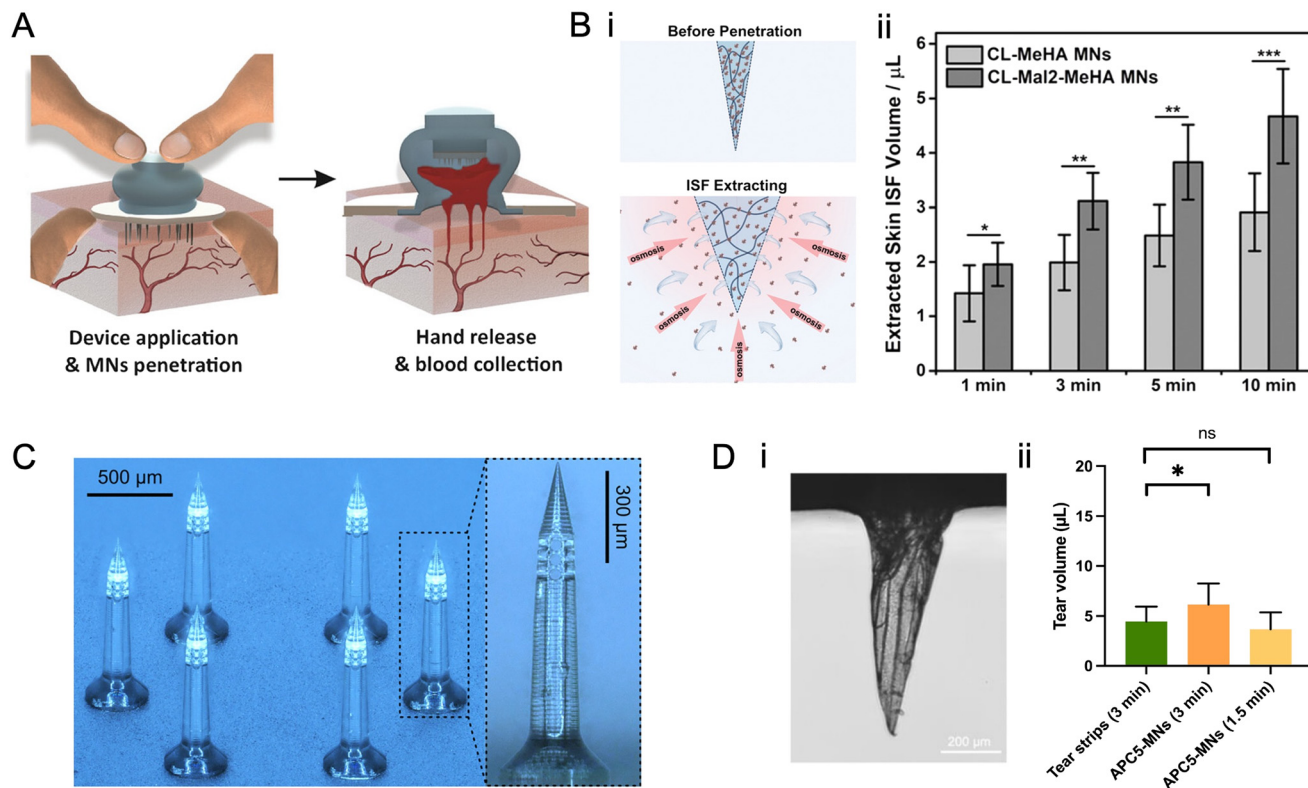 A
Device application
& MNs penetration
Hand release
& blood collection
B i
Before Penetration
ISF Extracting
osmosis
osmosis
osmosis
osmosis
osmosis
ii
Extracted Skin ISF Volume / µL
6
5
4
3
2
1
0
CL-MeHA MNs
CL-Mal2-MeHA MNs
*
**
**
***
1 min
3 min
5 min
10 min
C
500 µm
300 µm
D i
200 µm
ii
Tear volume (µL)
20
15
10
5
0
ns
*
Tear strips (3 min)
APC5-MNs (3 min)
APC5-MNs (1.5 min)